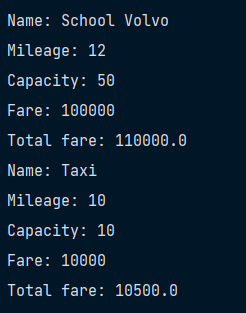 Name: School Volvo
Mileage: 12
Capacity: 50
Fare: 100000
Total fare: 110000.0
Name: Taxi
Mileage: 10
Capacity: 10
Fare: 10000
Total fare: 10500.0